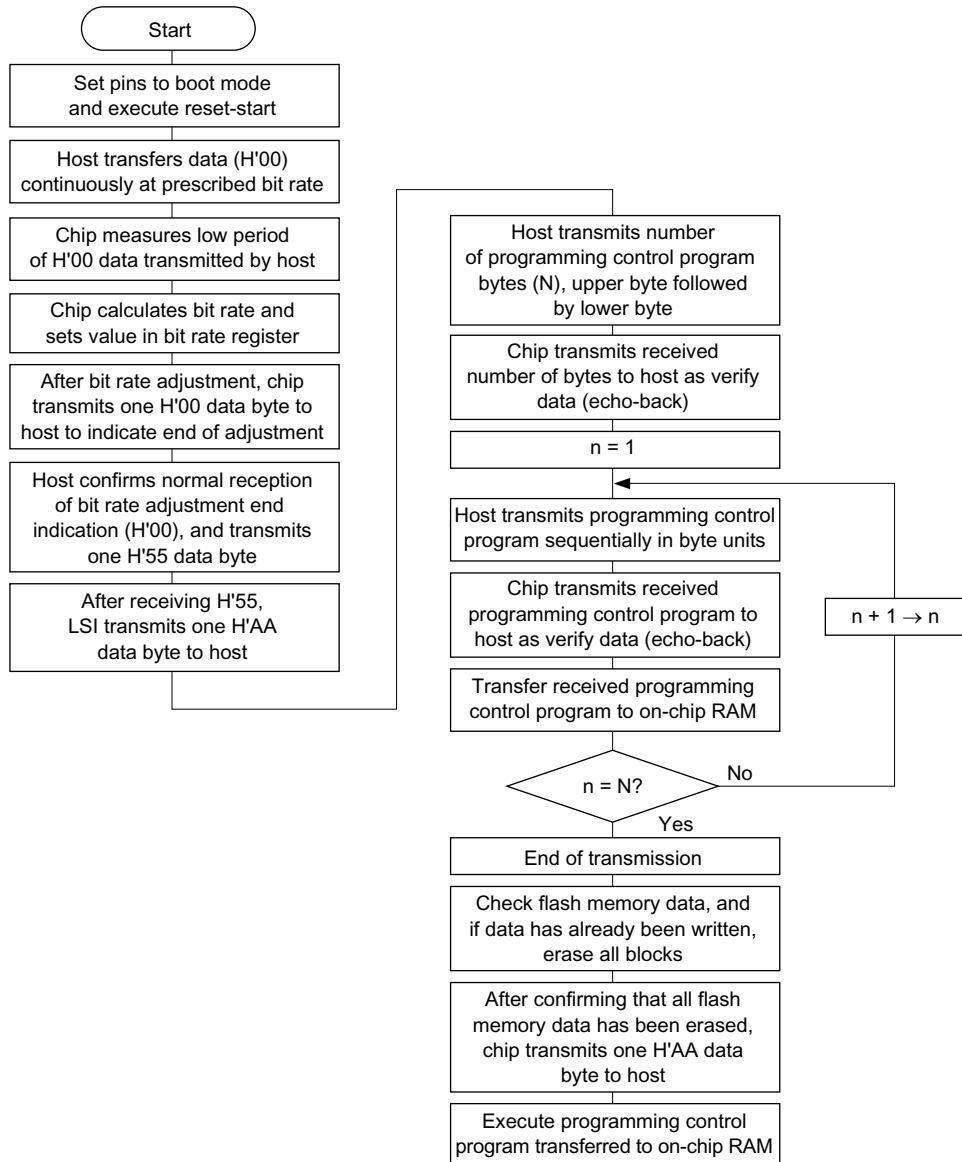 Start
Set pins to boot mode
and execute reset-start
Host transfers data (H'00)
continuously at prescribed bit rate
Chip measures low period
of H'00 data transmitted by host
Chip calculates bit rate and
sets value in bit rate register
After bit rate adjustment, chip
transmits one H'00 data byte to
host to indicate end of adjustment
Host confirms normal reception
of bit rate adjustment end
indication (H'00), and transmits
one H'55 data byte
After receiving H'55,
LSI transmits one H'AA
data byte to host
Host transmits number
of programming control program
bytes (N), upper byte followed
by lower byte
Chip transmits received
number of bytes to host as verify
data (echo-back)
n = 1
Host transmits programming control
program sequentially in byte units
Chip transmits received
programming control program to
host as verify data (echo-back)
n + 1 → n
Transfer received programming
control program to on-chip RAM
n = N?
No
Yes
End of transmission
Check flash memory data, and
if data has already been written,
erase all blocks
After confirming that all flash
memory data has been erased,
chip transmits one H'AA data
byte to host
Execute programming control
program transferred to on-chip RAM